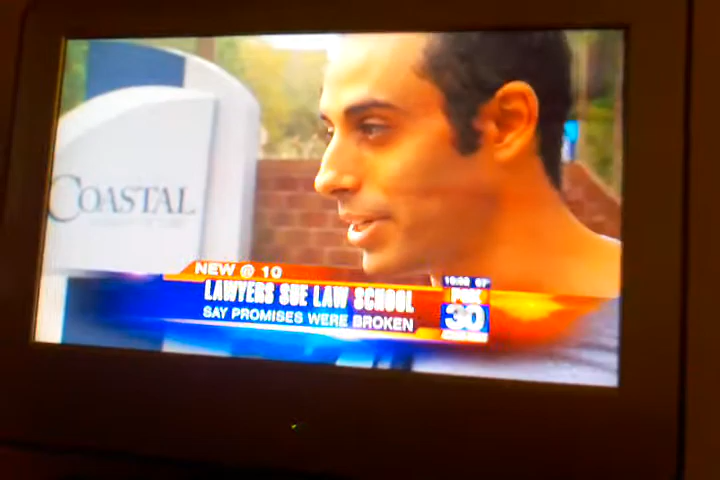 COASTAL
NEW @ 10
LAWYERS SUE LAW SCHOOL
SAY PROMISES WERE BROKEN
FOX
30